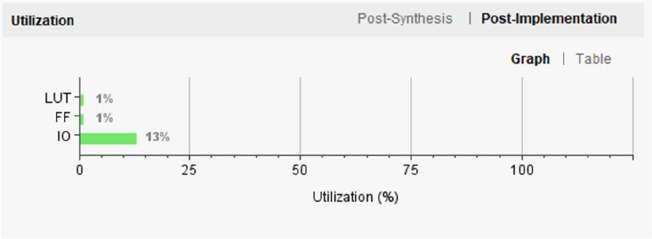 Utilization Post-Synthesis | Post-Implementation
Graph | Table
LUT 1%
FF 1%
IO 13%
0 25 50 75 100
Utilization (%)